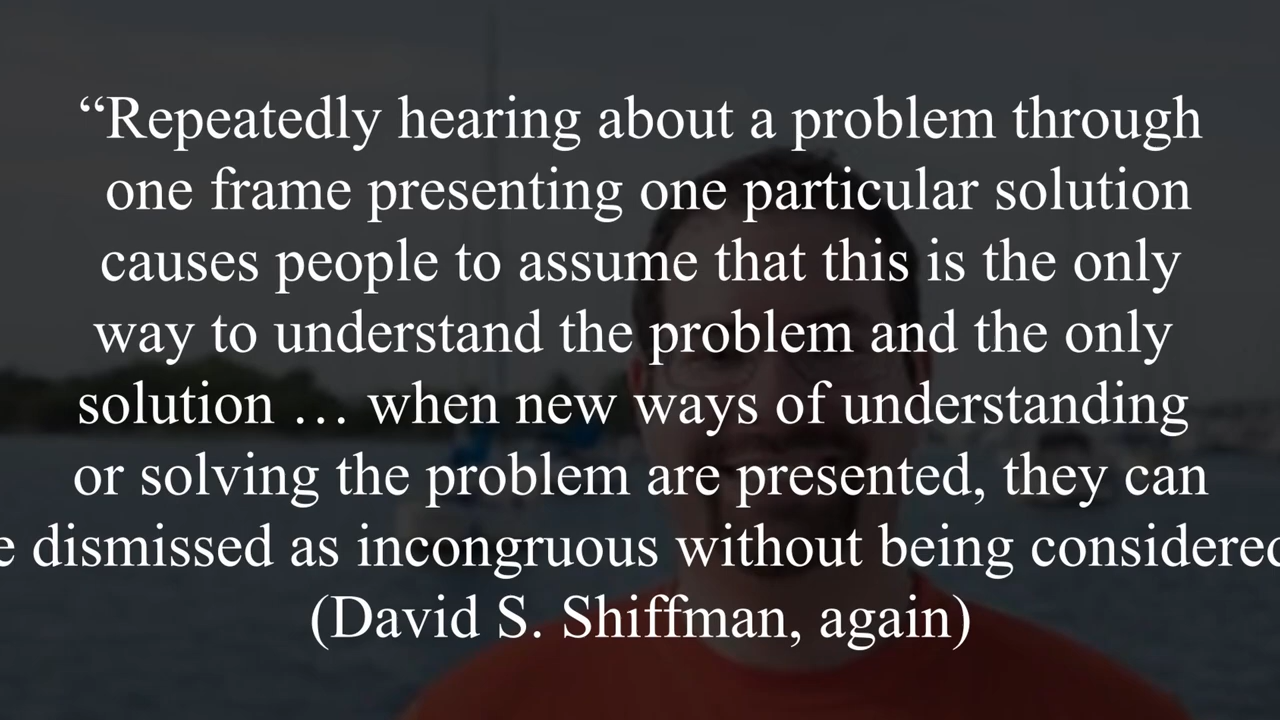 “Repeatedly hearing about a problem through
one frame presenting one particular solution
causes people to assume that this is the only
way to understand the problem and the only
solution … when new ways of understanding
or solving the problem are presented, they can
e dismissed as incongruous without being considered
(David S. Shiffman, again)